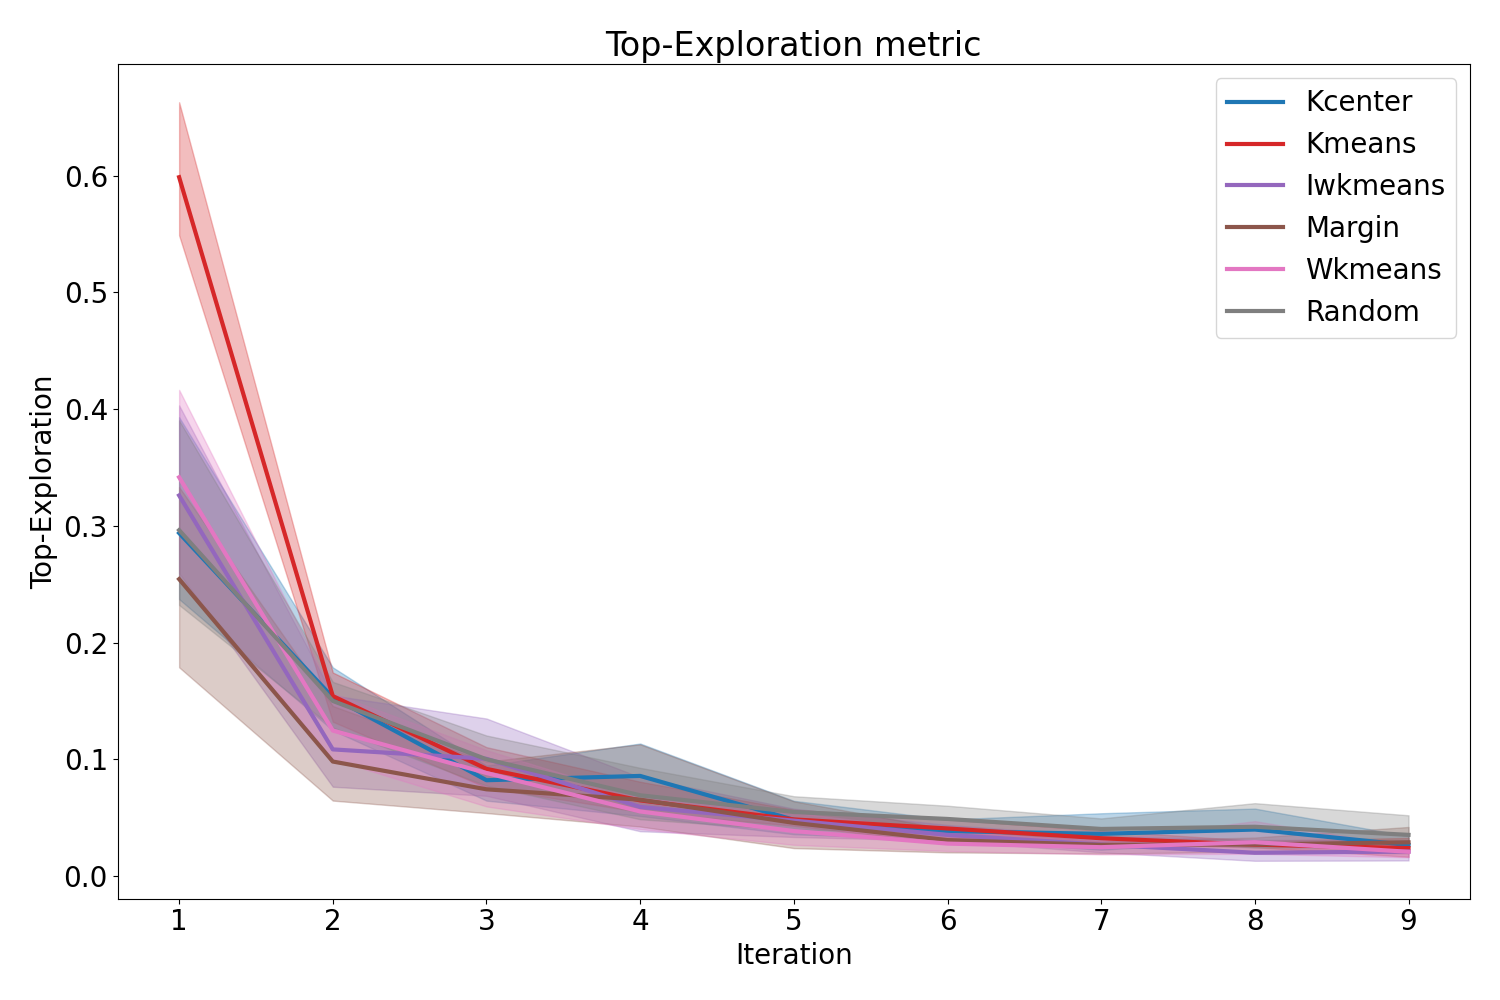 Top-Exploration metric
Kcenter
Kmeans
Iwkmeans
Margin
Wkmeans
Random
Top-Exploration
0.6
0.5
0.4
0.3
0.2
0.1
0.0
1 2 3 4 5 6 7 8 9
Iteration